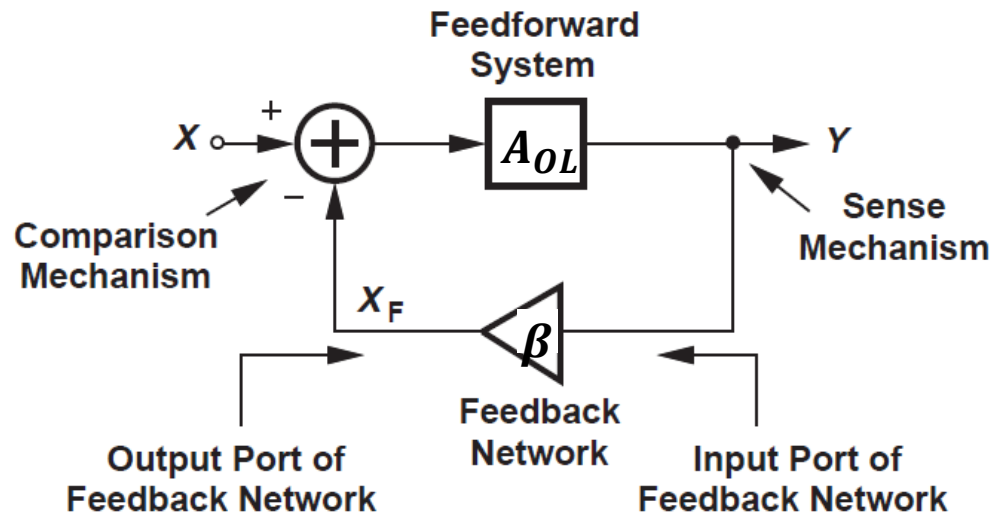 Feedforward
System
+
X
+
A_OL
Y
−
Comparison
Mechanism
Sense
Mechanism
X_F
β
Feedback
Network
Output Port of
Feedback Network
Input Port of
Feedback Network